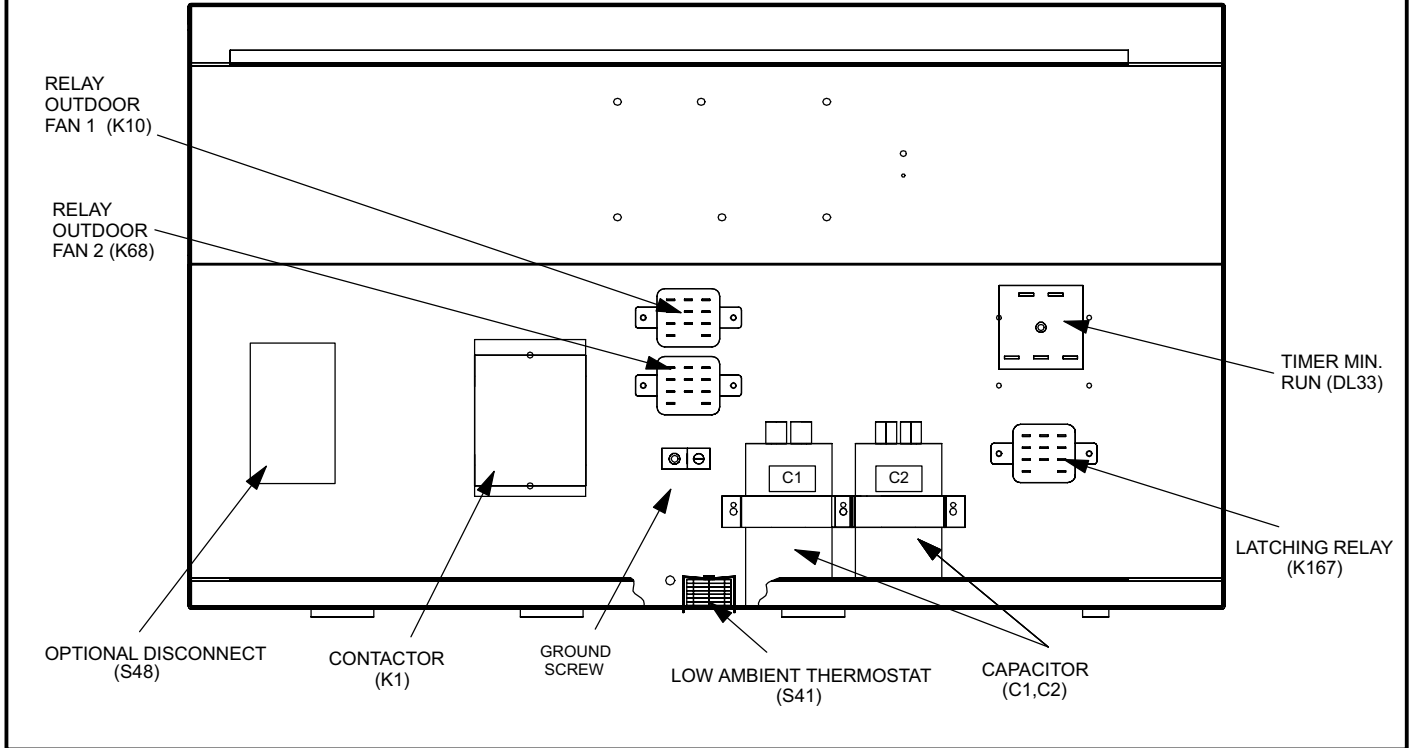 RELAY
OUTDOOR
FAN 1 (K10)
RELAY
OUTDOOR
FAN 2 (K68)
TIMER MIN.
RUN (DL33)
C1
C2
LATCHING RELAY
(K167)
OPTIONAL DISCONNECT
(S48)
CONTACTOR
(K1)
GROUND
SCREW
LOW AMBIENT THERMOSTAT
(S41)
CAPACITOR
(C1,C2)